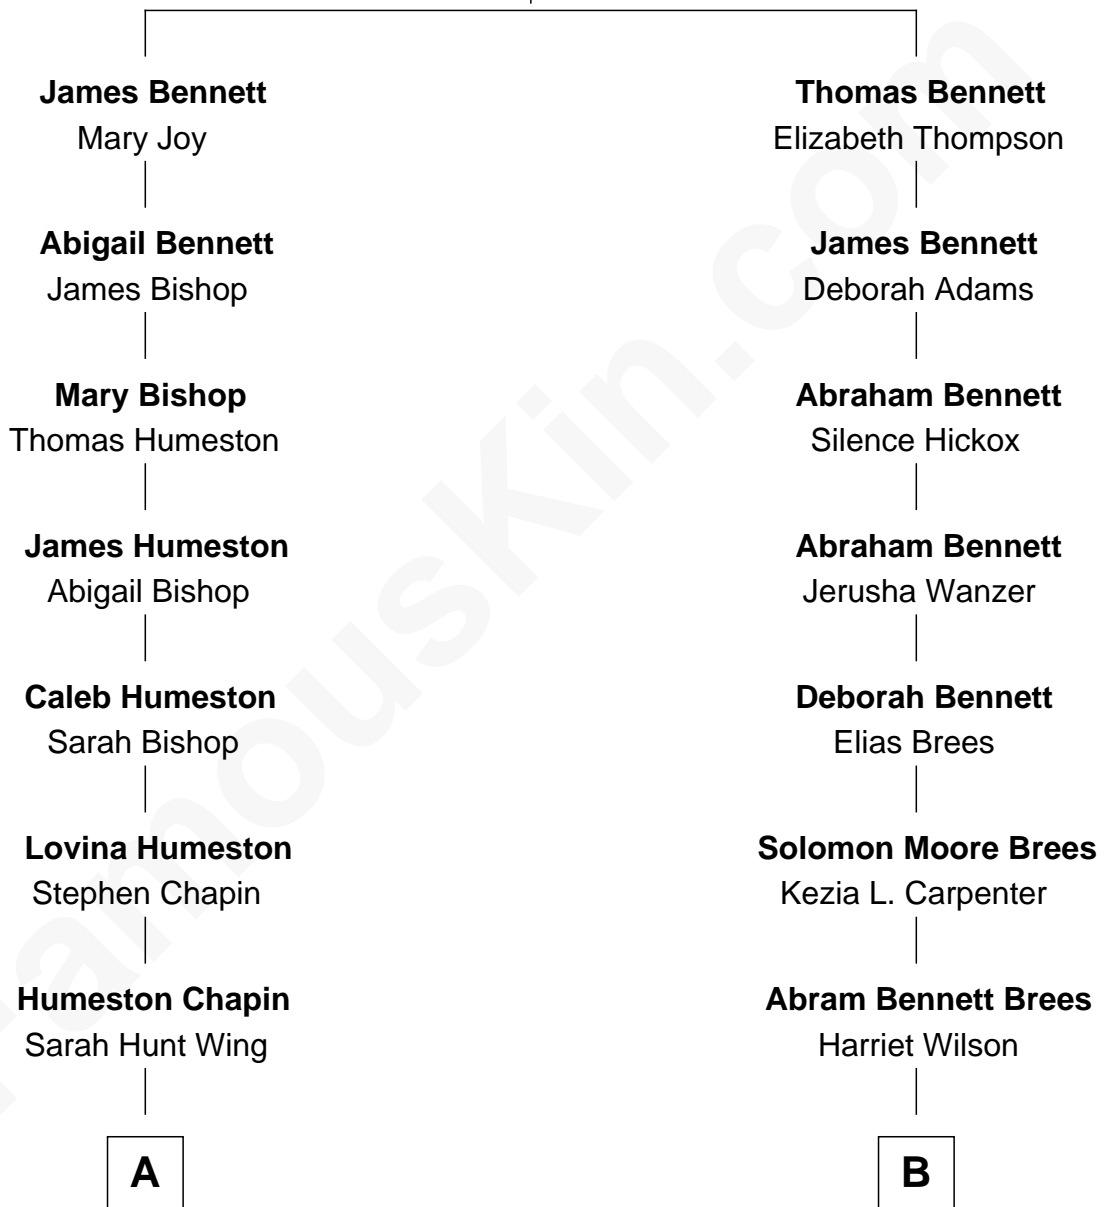 James Bennett
Mary Joy
Thomas Bennett
Elizabeth Thompson
Abigail Bennett
James Bishop
James Bennett
Deborah Adams
Mary Bishop
Thomas Humeston
Abraham Bennett
Silence Hickox
James Humeston
Abigail Bishop
Abraham Bennett
Jerusha Wanzer
Caleb Humeston
Sarah Bishop
Deborah Bennett
Elias Brees
Lovina Humeston
Stephen Chapin
Solomon Moore Brees
Kezia L. Carpenter
Humeston Chapin
Sarah Hunt Wing
Abram Bennett Brees
Harriet Wilson
A
B
FamousKin.com